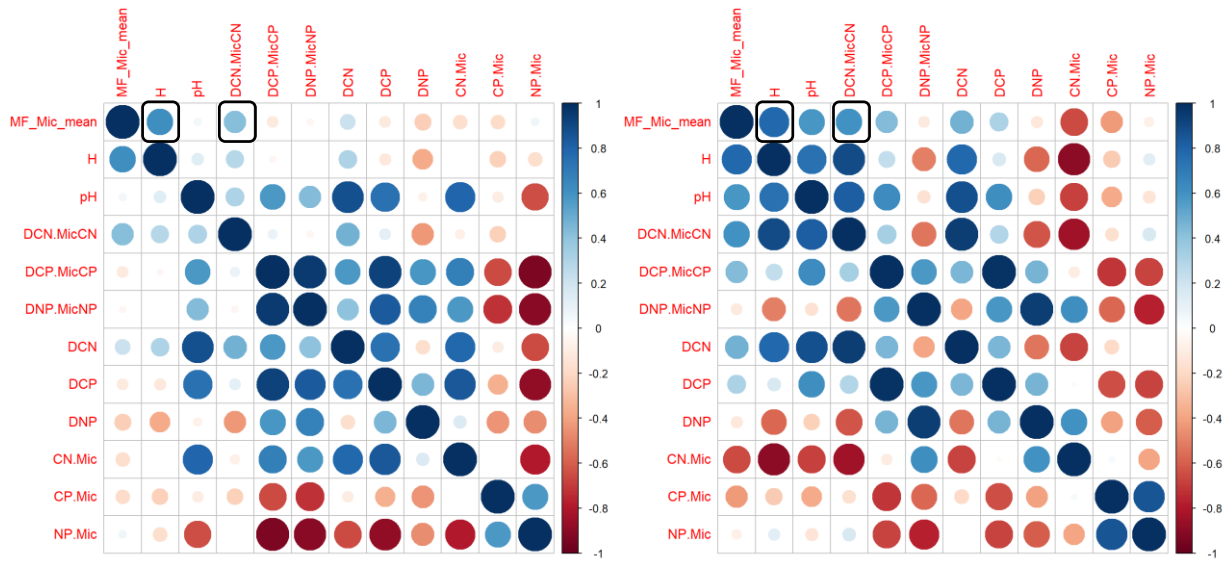 MF_Mic_mean
H
pH
DCN.MicCN
DCP.MicCP
DNP.MicNP
DCN
DCP
DNP
CN.Mic
CP.Mic
NP.Mic
MF_Mic_mean
H
pH
DCN.MicCN
DCP.MicCP
DNP.MicNP
DCN
DCP
DNP
CN.Mic
CP.Mic
NP.Mic
1
0.8
0.6
0.4
0.2
0
-0.2
-0.4
-0.6
-0.8
-1
MF_Mic_mean
H
pH
DCN.MicCN
DCP.MicCP
DNP.MicNP
DCN
DCP
DNP
CN.Mic
CP.Mic
NP.Mic
MF_Mic_mean
H
pH
DCN.MicCN
DCP.MicCP
DNP.MicNP
DCN
DCP
DNP
CN.Mic
CP.Mic
NP.Mic
1
0.8
0.6
0.4
0.2
0
-0.2
-0.4
-0.6
-0.8
-1